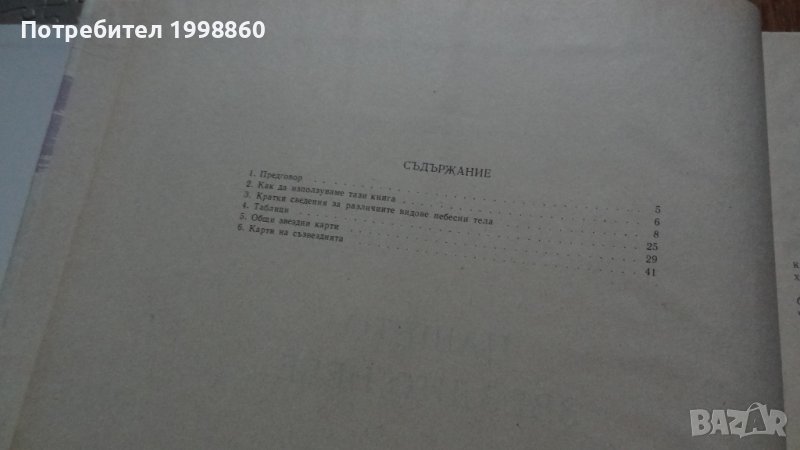 Потребител 1998860
СЪДЪРЖАНИЕ
1. Предговор 5
2. Как да използуваме тази книга 6
3. Кратки сведения за различните видове небесни тела 8
4. Таблици 25
5. Общи звездни карти 29
6. Карти на съзвездията 41
BAZAR